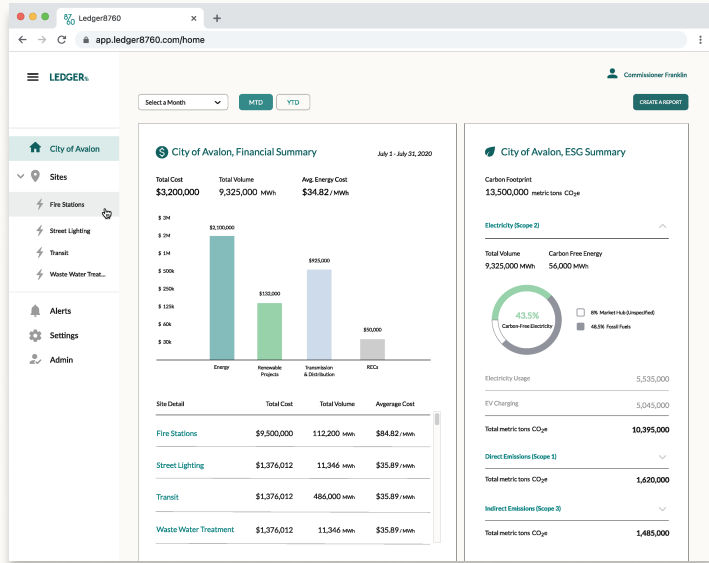 87
60
Ledger8760
app.ledger8760.com/home
LEDGER
Commissioner Franklin
Select a Month
MTD
YTD
CREATE A REPORT
City of Avalon
Sites
Fire Stations
Street Lighting
Transit
Waste Water Treat...
Alerts
Settings
Admin
$ City of Avalon, Financial Summary
July 1 - July 31, 2020
Total Cost Total Volume Avg. Energy Cost
$3,200,000 9,325,000 MWh $34.82 / MWh
$ 3M
$ 2M
$ 1M
$ 500k
$ 250k
$ 125k
$ 60k
$ 30k
$2,100,000
$132,000
$925,000
$50,000
Energy
Renewable
Projects
Transmission
& Distribution
RECs
Site Detail Total Cost Total Volume Avgerage Cost
Fire Stations $9,500,000 112,200 MWh $84.82 / MWh
Street Lighting $1,376,012 11,346 MWh $35.89 / MWh
Transit $1,376,012 486,000 MWh $35.89 / MWh
Waste Water Treatment $1,376,012 11,346 MWh $35.89 / MWh
City of Avalon, ESG Summary
Carbon Footprint
13,500,000 metric tons CO2e
Electricity (Scope 2)
Total Volume Carbon Free Energy
9,325,000 MWh 56,000 MWh
43.5%
Carbon-Free Electricity
8% Market Hub (Unspecified)
48.5% Fossil Fuels
Electricity Usage 5,535,000
EV Charging 5,045,000
Total metric tons CO2e 10,395,000
Direct Emissions (Scope 1)
Total metric tons CO2e 1,620,000
Indirect Emissions (Scope 3)
Total metric tons CO2e 1,485,000